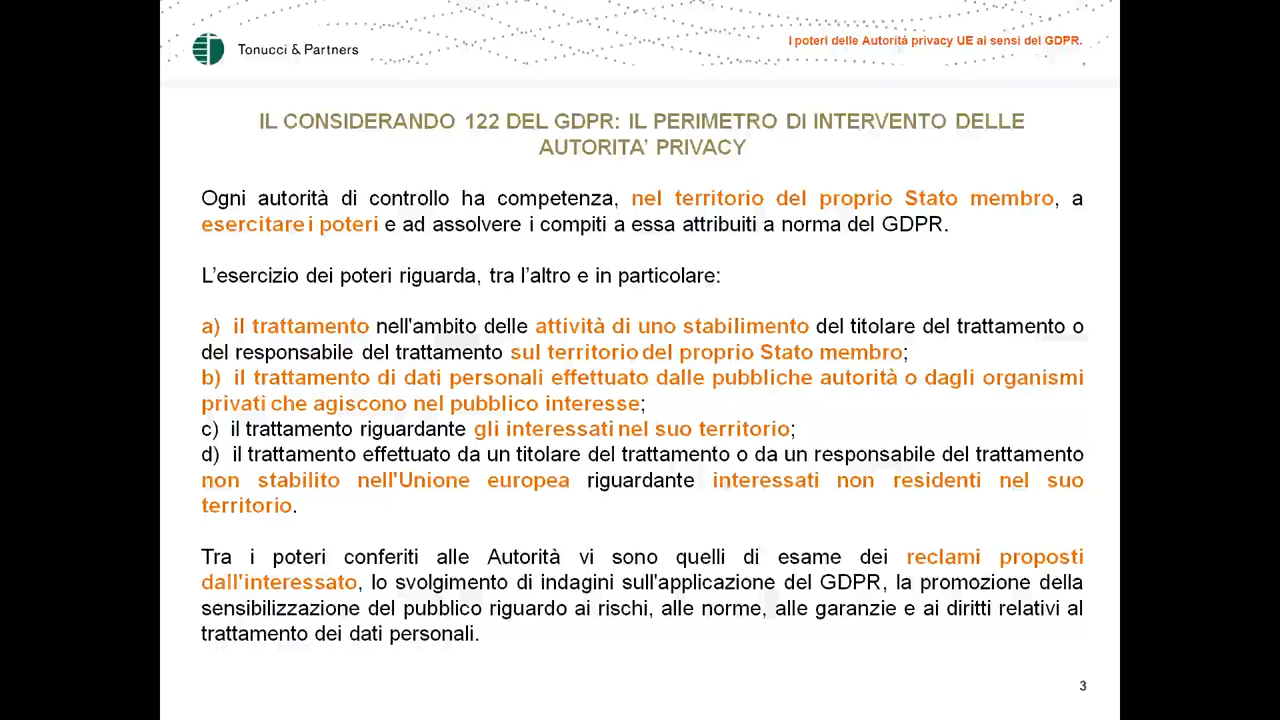 Tonucci & Partners
I poteri delle Autorità privacy UE ai sensi del GDPR.
IL CONSIDERANDO 122 DEL GDPR: IL PERIMETRO DI INTERVENTO DELLE
AUTORITA' PRIVACY
Ogni autorità di controllo ha competenza, nel territorio del proprio Stato membro, a
esercitare i poteri e ad assolvere i compiti a essa attribuiti a norma del GDPR.
L'esercizio dei poteri riguarda, tra l'altro e in particolare:
a) il trattamento nell'ambito delle attività di uno stabilimento del titolare del trattamento o
del responsabile del trattamento sul territorio del proprio Stato membro;
b) il trattamento di dati personali effettuato dalle pubbliche autorità o dagli organismi
privati che agiscono nel pubblico interesse;
c) il trattamento riguardante gli interessati nel suo territorio;
d) il trattamento effettuato da un titolare del trattamento o da un responsabile del trattamento
non stabilito nell'Unione europea riguardante interessati non residenti nel suo
territorio.
Tra i poteri conferiti alle Autorità vi sono quelli di esame dei reclami proposti
dall'interessato, lo svolgimento di indagini sull'applicazione del GDPR, la promozione della
sensibilizzazione del pubblico riguardo ai rischi, alle norme, alle garanzie e ai diritti relativi al
trattamento dei dati personali.
3